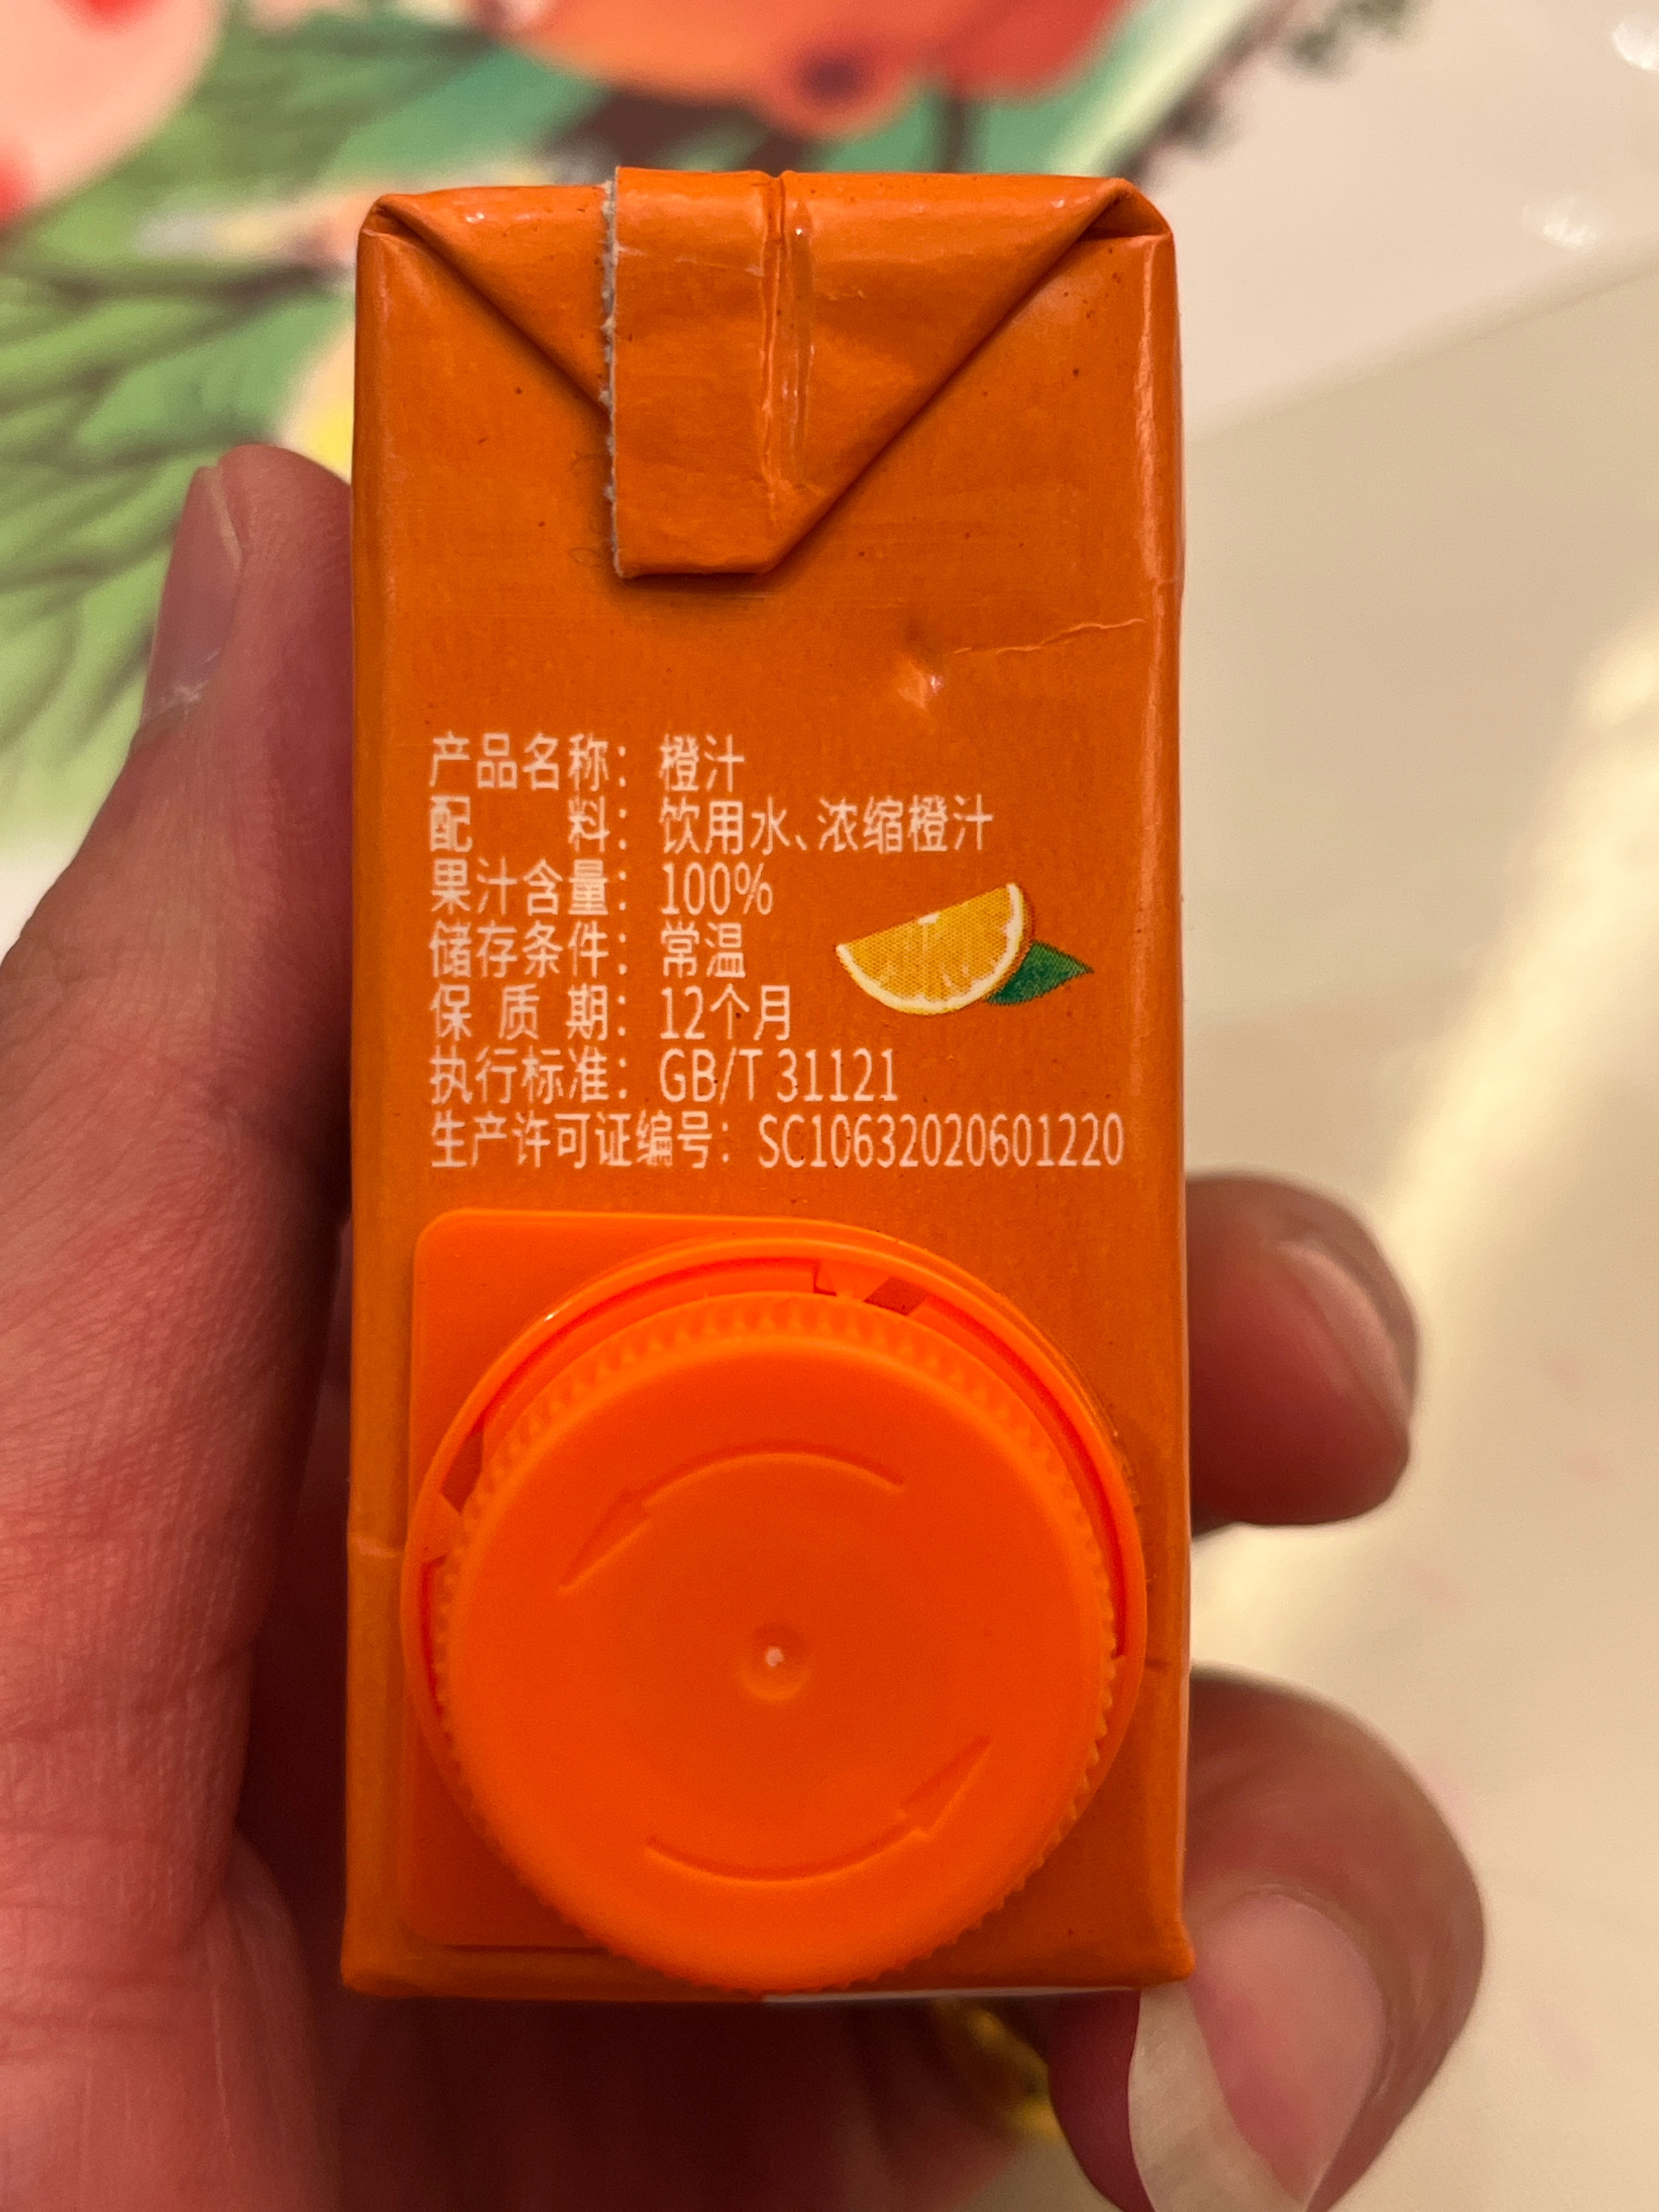 产品名称：橙汁
配料：饮用水、浓缩橙汁
果汁含量：100%
储存条件：常温
保质期：12个月
执行标准：GB/T 31121
生产许可证编号：SC10632020601220